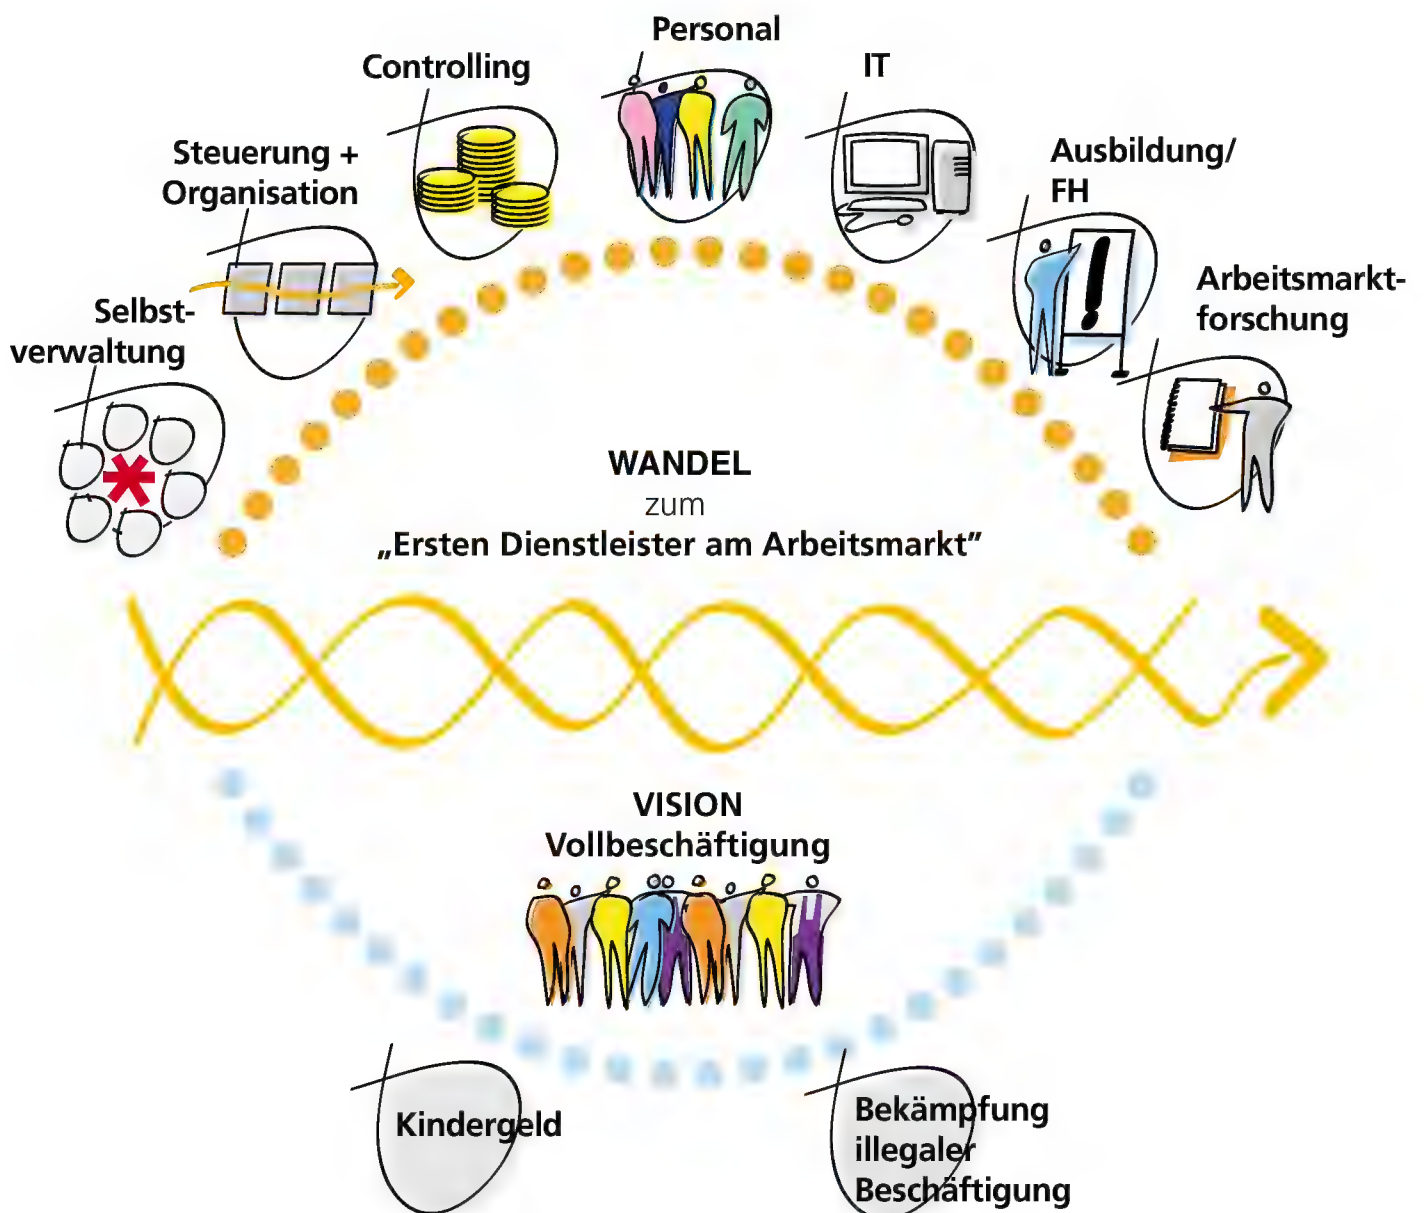 Personal
Controlling
IT
Steuerung +
Organisation
Ausbildung/
FH
Selbst-
verwaltung
Arbeitsmarkt-
forschung
WANDEL
zum
„Ersten Dienstleister am Arbeitsmarkt”
VISION
Vollbeschäftigung
Kindergeld
Bekämpfung
illegaler
Beschäftigung